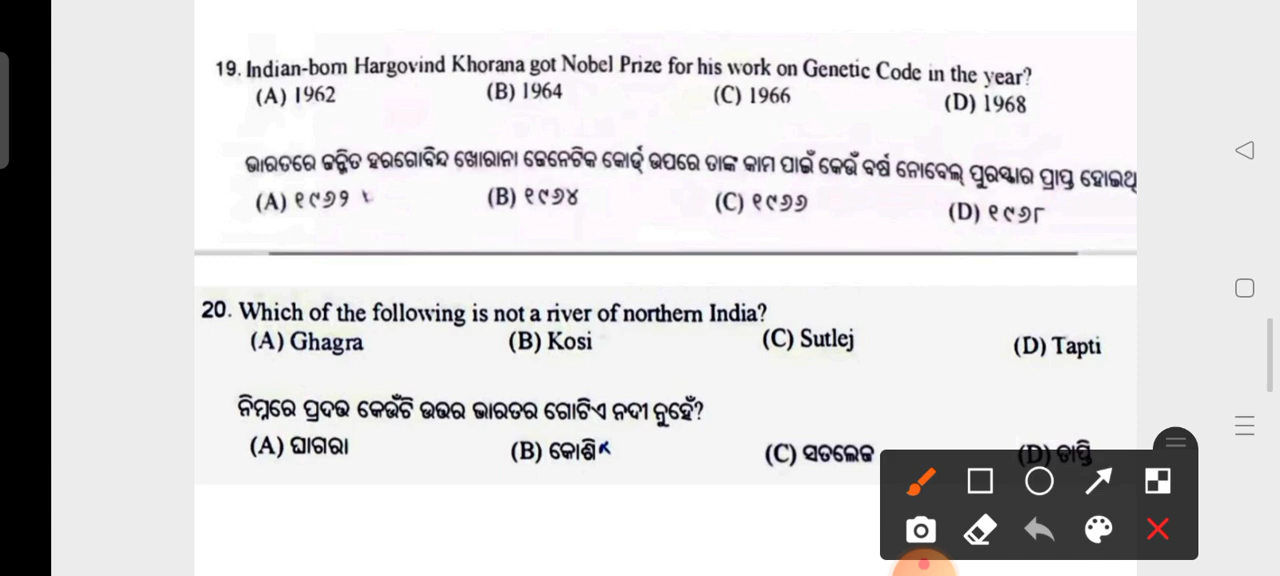 19. Indian-born Hargovind Khorana got Nobel Prize for his work on Genetic Code in the year?
(A) 1962 (B) 1964 (C) 1966 (D) 1968
ଭାରତରେ ଜନ୍ମିତ ହରଗୋବିନ୍ଦ ଖୋରାନା ଜେନେଟିକ କୋର୍ଡ୍ ଉପରେ ତାଙ୍କ କାମ ପାଇଁ କେଉଁ ବର୍ଷ ନୋବେଲ୍ ପୁରସ୍କାର ପ୍ରାପ୍ତ ହୋଇଥି
(A) ୧୯୬୨ (B) ୧୯୬୪ (C) ୧୯୬୬ (D) ୧୯୬୮
20. Which of the following is not a river of northern India?
(A) Ghagra (B) Kosi (C) Sutlej (D) Tapti
ନିମ୍ନରେ ପ୍ରଦତ୍ତ କେଉଁଟି ଉତ୍ତର ଭାରତର ଗୋଟିଏ ନଦୀ ନୁହେଁ?
(A) ଘାଗରା (B) କୋଶି (C) ସତଲେଜ (D) ତାପ୍ତି